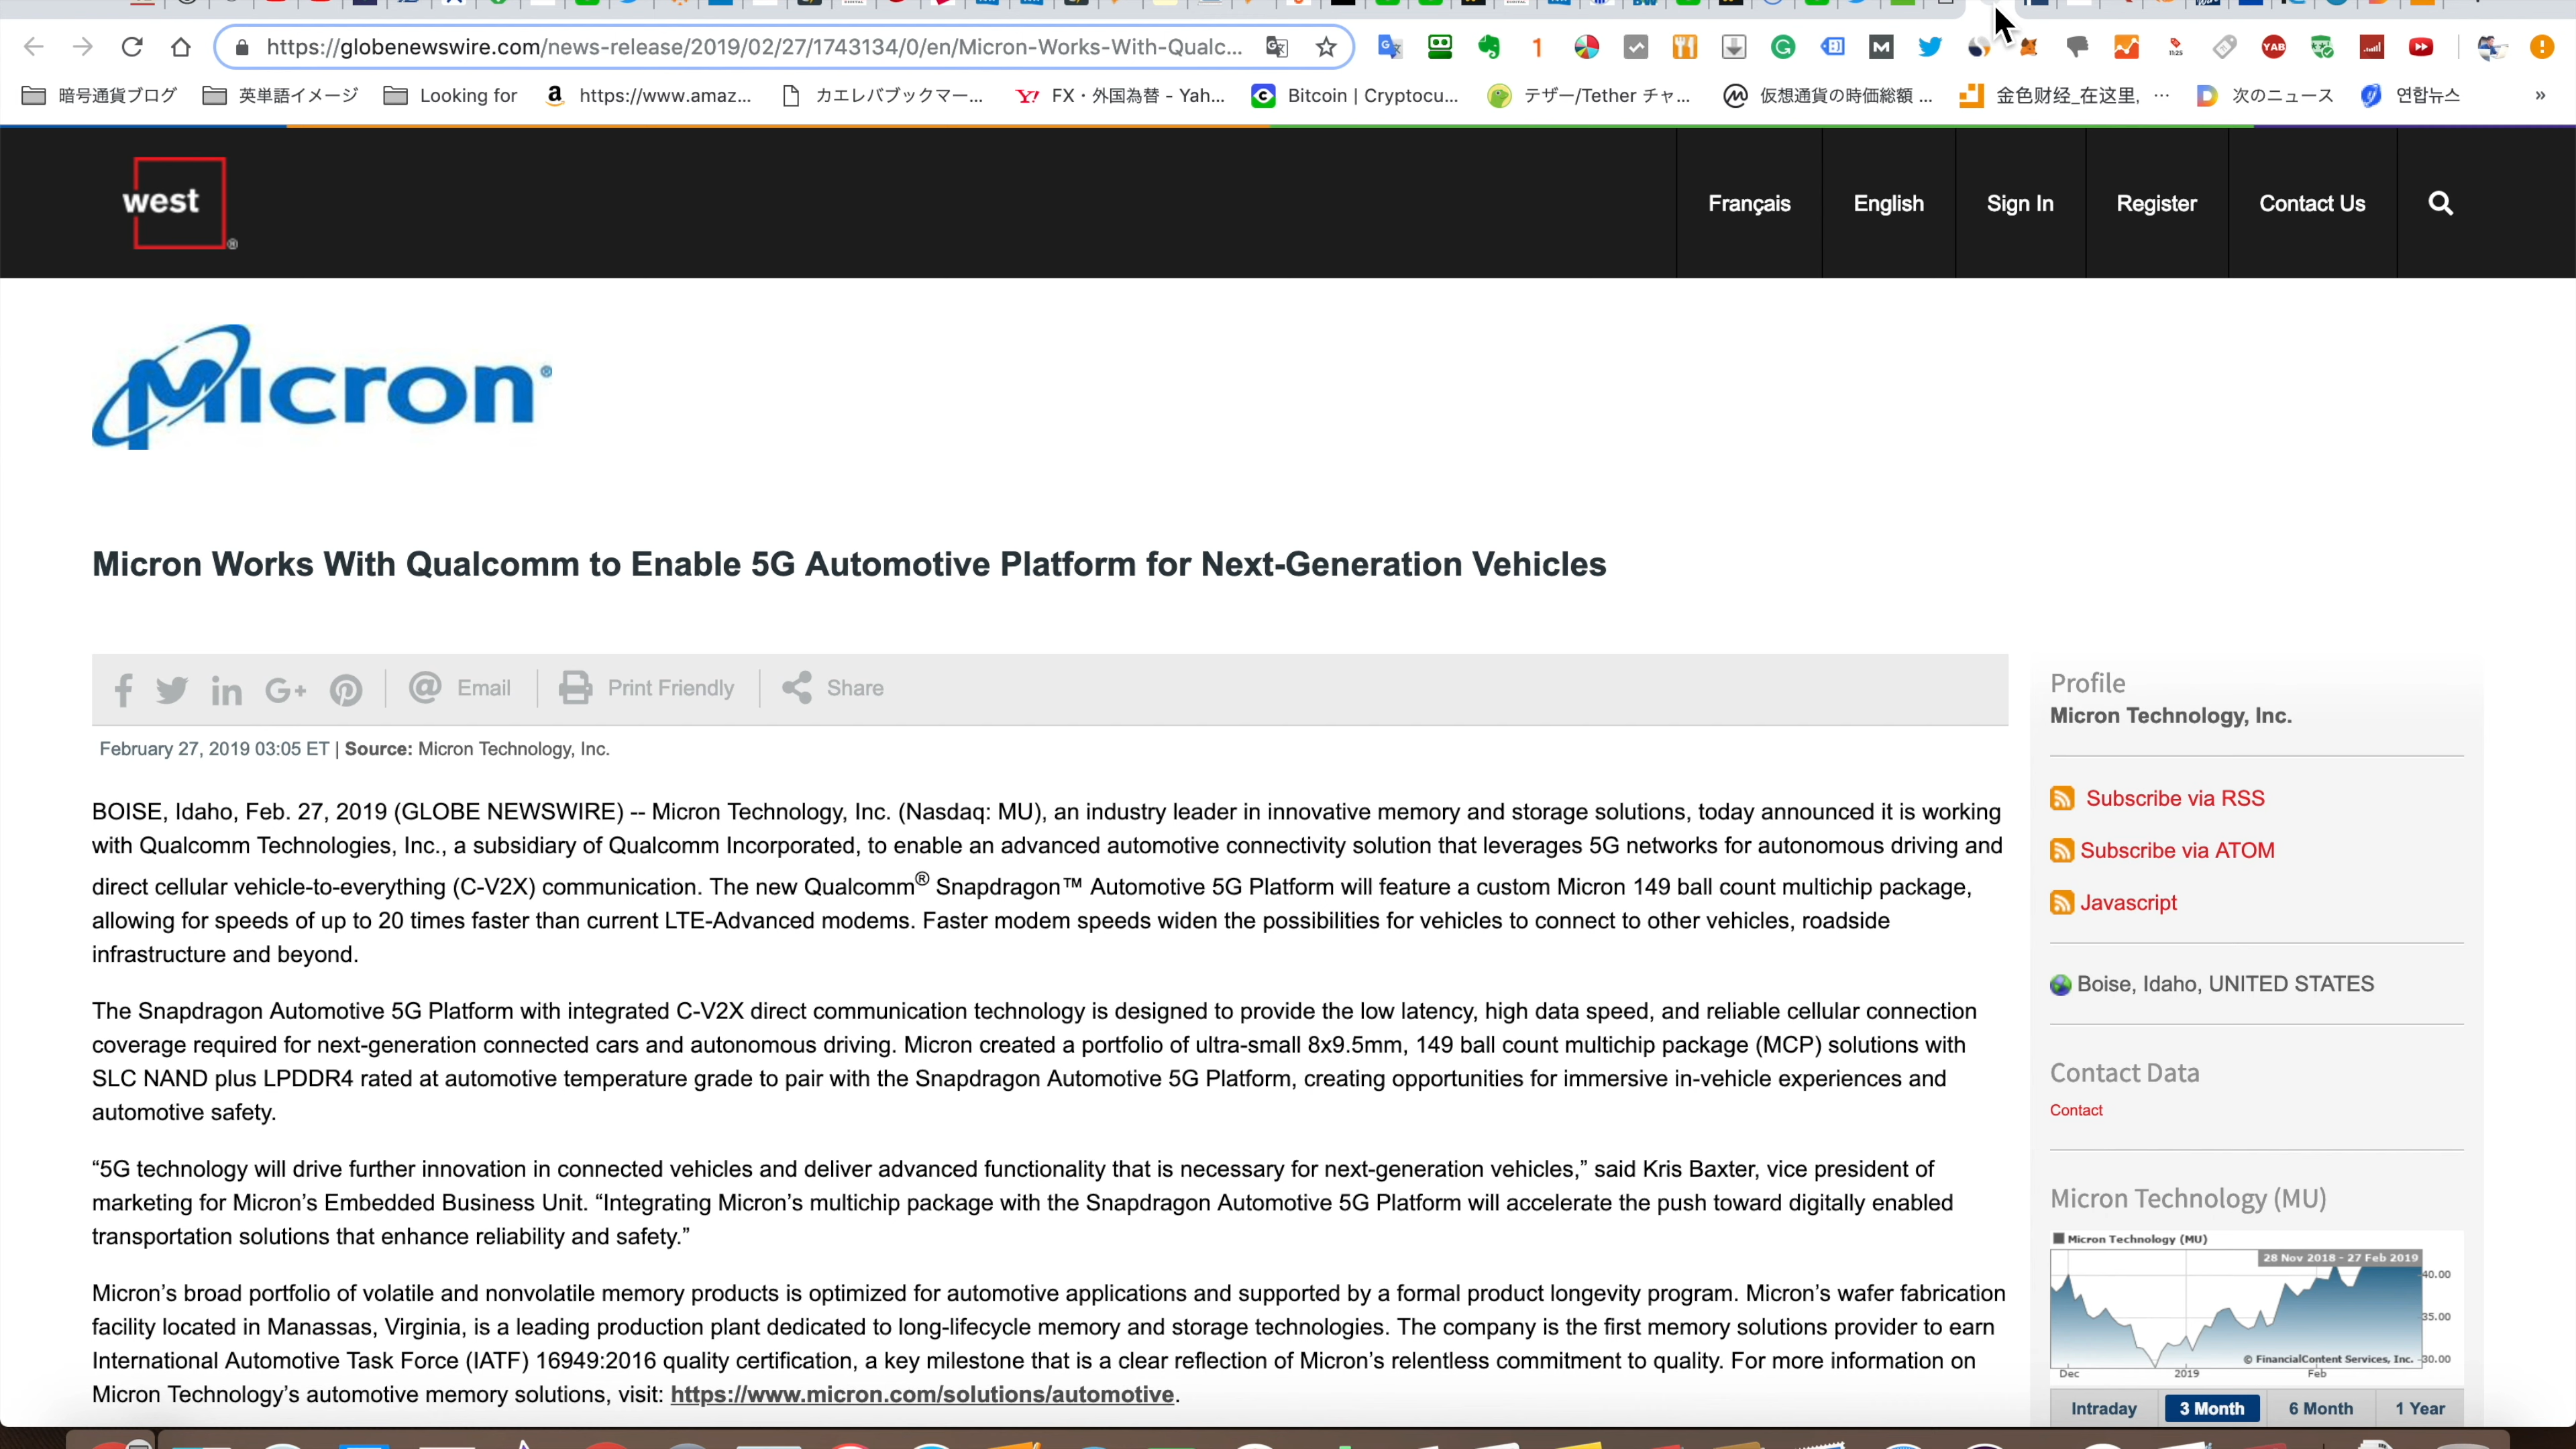 https://globenewswire.com/news-release/2019/02/27/1743134/0/en/Micron-Works-With-Qualc...
1
11:25
YAB
暗号通貨ブログ
英単語イメージ
Looking for
https://www.amaz...
カエレバブックマー...
FX・外国為替 - Yah...
Bitcoin | Cryptocu...
テザー/Tether チャ...
仮想通貨の時価総額 ...
金色财经_在这里, ...
次のニュース
연합뉴스
»
west®
Français
English
Sign In
Register
Contact Us
Micron®
Micron Works With Qualcomm to Enable 5G Automotive Platform for Next-Generation Vehicles
Email
Print Friendly
Share
February 27, 2019 03:05 ET | Source: Micron Technology, Inc.
BOISE, Idaho, Feb. 27, 2019 (GLOBE NEWSWIRE) -- Micron Technology, Inc. (Nasdaq: MU), an industry leader in innovative memory and storage solutions, today announced it is working
with Qualcomm Technologies, Inc., a subsidiary of Qualcomm Incorporated, to enable an advanced automotive connectivity solution that leverages 5G networks for autonomous driving and
direct cellular vehicle-to-everything (C-V2X) communication. The new Qualcomm® Snapdragon™ Automotive 5G Platform will feature a custom Micron 149 ball count multichip package,
allowing for speeds of up to 20 times faster than current LTE-Advanced modems. Faster modem speeds widen the possibilities for vehicles to connect to other vehicles, roadside
infrastructure and beyond.
The Snapdragon Automotive 5G Platform with integrated C-V2X direct communication technology is designed to provide the low latency, high data speed, and reliable cellular connection
coverage required for next-generation connected cars and autonomous driving. Micron created a portfolio of ultra-small 8x9.5mm, 149 ball count multichip package (MCP) solutions with
SLC NAND plus LPDDR4 rated at automotive temperature grade to pair with the Snapdragon Automotive 5G Platform, creating opportunities for immersive in-vehicle experiences and
automotive safety.
“5G technology will drive further innovation in connected vehicles and deliver advanced functionality that is necessary for next-generation vehicles,” said Kris Baxter, vice president of
marketing for Micron’s Embedded Business Unit. “Integrating Micron’s multichip package with the Snapdragon Automotive 5G Platform will accelerate the push toward digitally enabled
transportation solutions that enhance reliability and safety.”
Micron’s broad portfolio of volatile and nonvolatile memory products is optimized for automotive applications and supported by a formal product longevity program. Micron’s wafer fabrication
facility located in Manassas, Virginia, is a leading production plant dedicated to long-lifecycle memory and storage technologies. The company is the first memory solutions provider to earn
International Automotive Task Force (IATF) 16949:2016 quality certification, a key milestone that is a clear reflection of Micron’s relentless commitment to quality. For more information on
Micron Technology’s automotive memory solutions, visit: https://www.micron.com/solutions/automotive.
Profile
Micron Technology, Inc.
Subscribe via RSS
Subscribe via ATOM
Javascript
Boise, Idaho, UNITED STATES
Contact Data
Contact
Micron Technology (MU)
Micron Technology (MU)
28 Nov 2018 - 27 Feb 2019
40.00
35.00
30.00
© FinancialContent Services, Inc.
Dec
2019
Feb
Intraday
3 Month
6 Month
1 Year